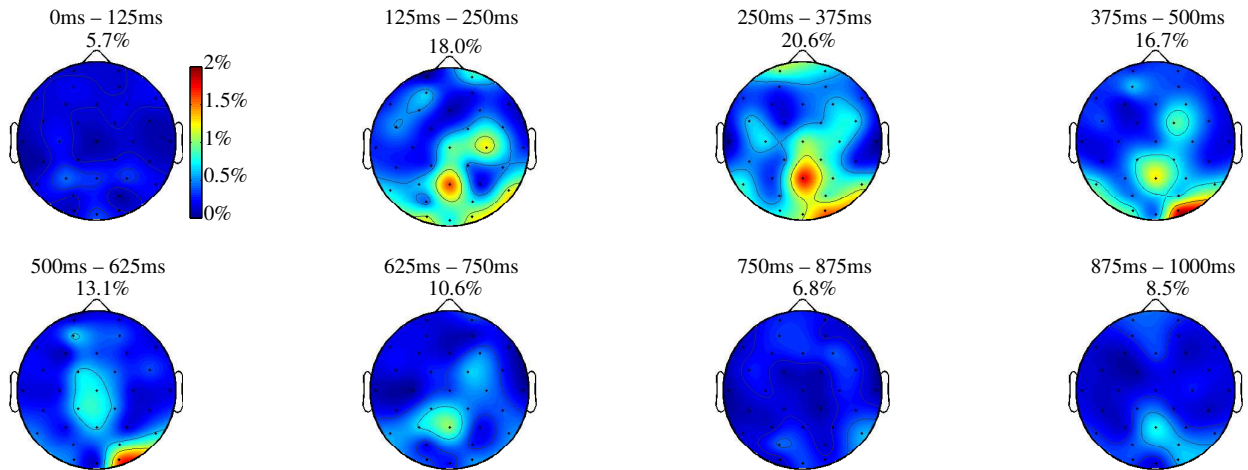 0ms – 125ms
5.7%
125ms – 250ms
18.0%
250ms – 375ms
20.6%
375ms – 500ms
16.7%
2%
1.5%
1%
0.5%
0%
500ms – 625ms
13.1%
625ms – 750ms
10.6%
750ms – 875ms
6.8%
875ms – 1000ms
8.5%